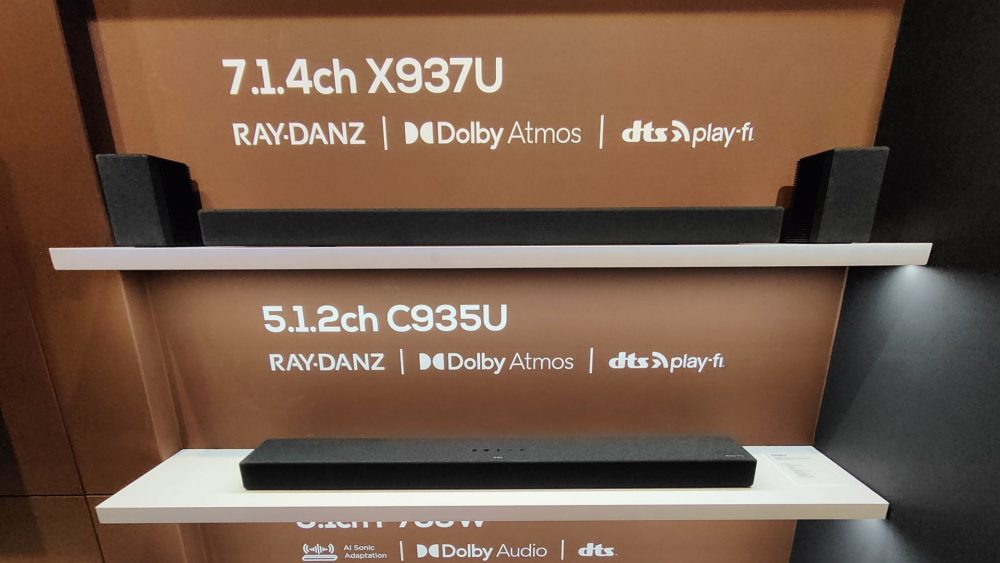 7.1.4ch X937U
RAY·DANZ | Dolby Atmos | dts play-fi
5.1.2ch C935U
RAY·DANZ | Dolby Atmos | dts play-fi
TCL
AI Sonic Adaptation | Dolby Audio | dts